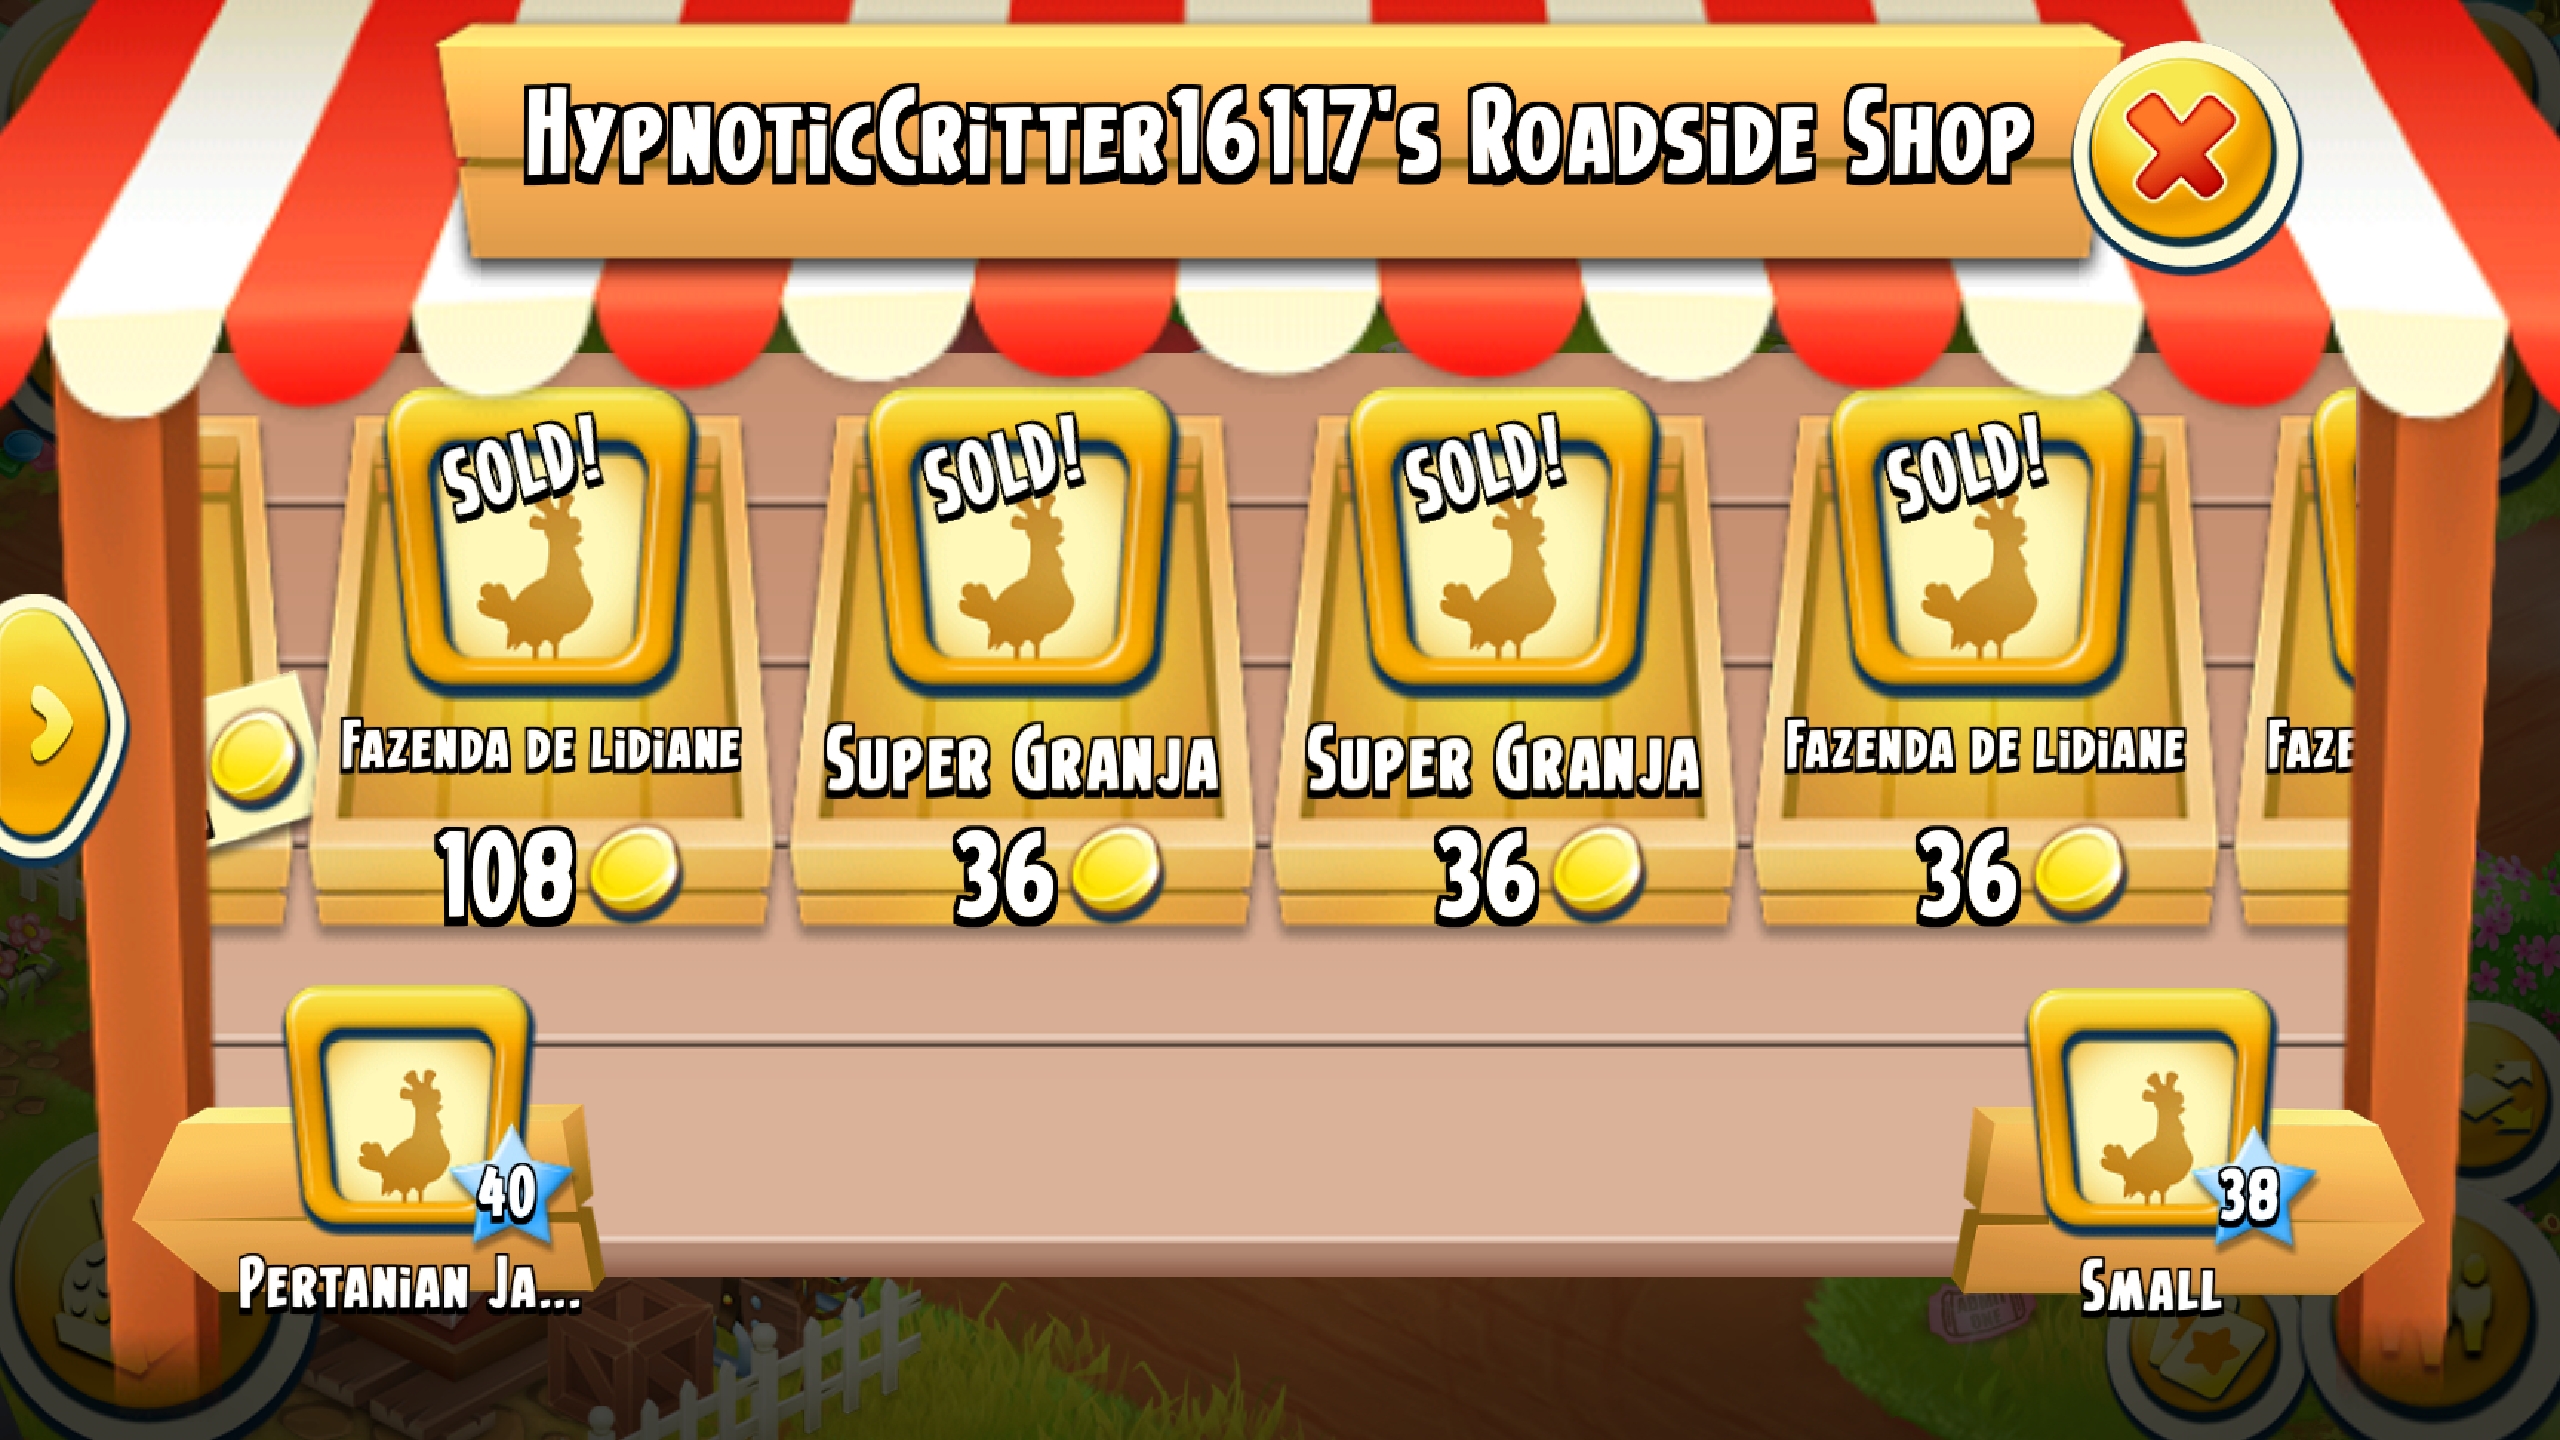 HypnoticCritter16117's Roadside Shop
SOLD! SOLD! SOLD! SOLD!
Fazenda de lidiane Super Granja Super Granja Fazenda de lidiane Faze
108 36 36 36
40 38
Pertanian Ja... Small